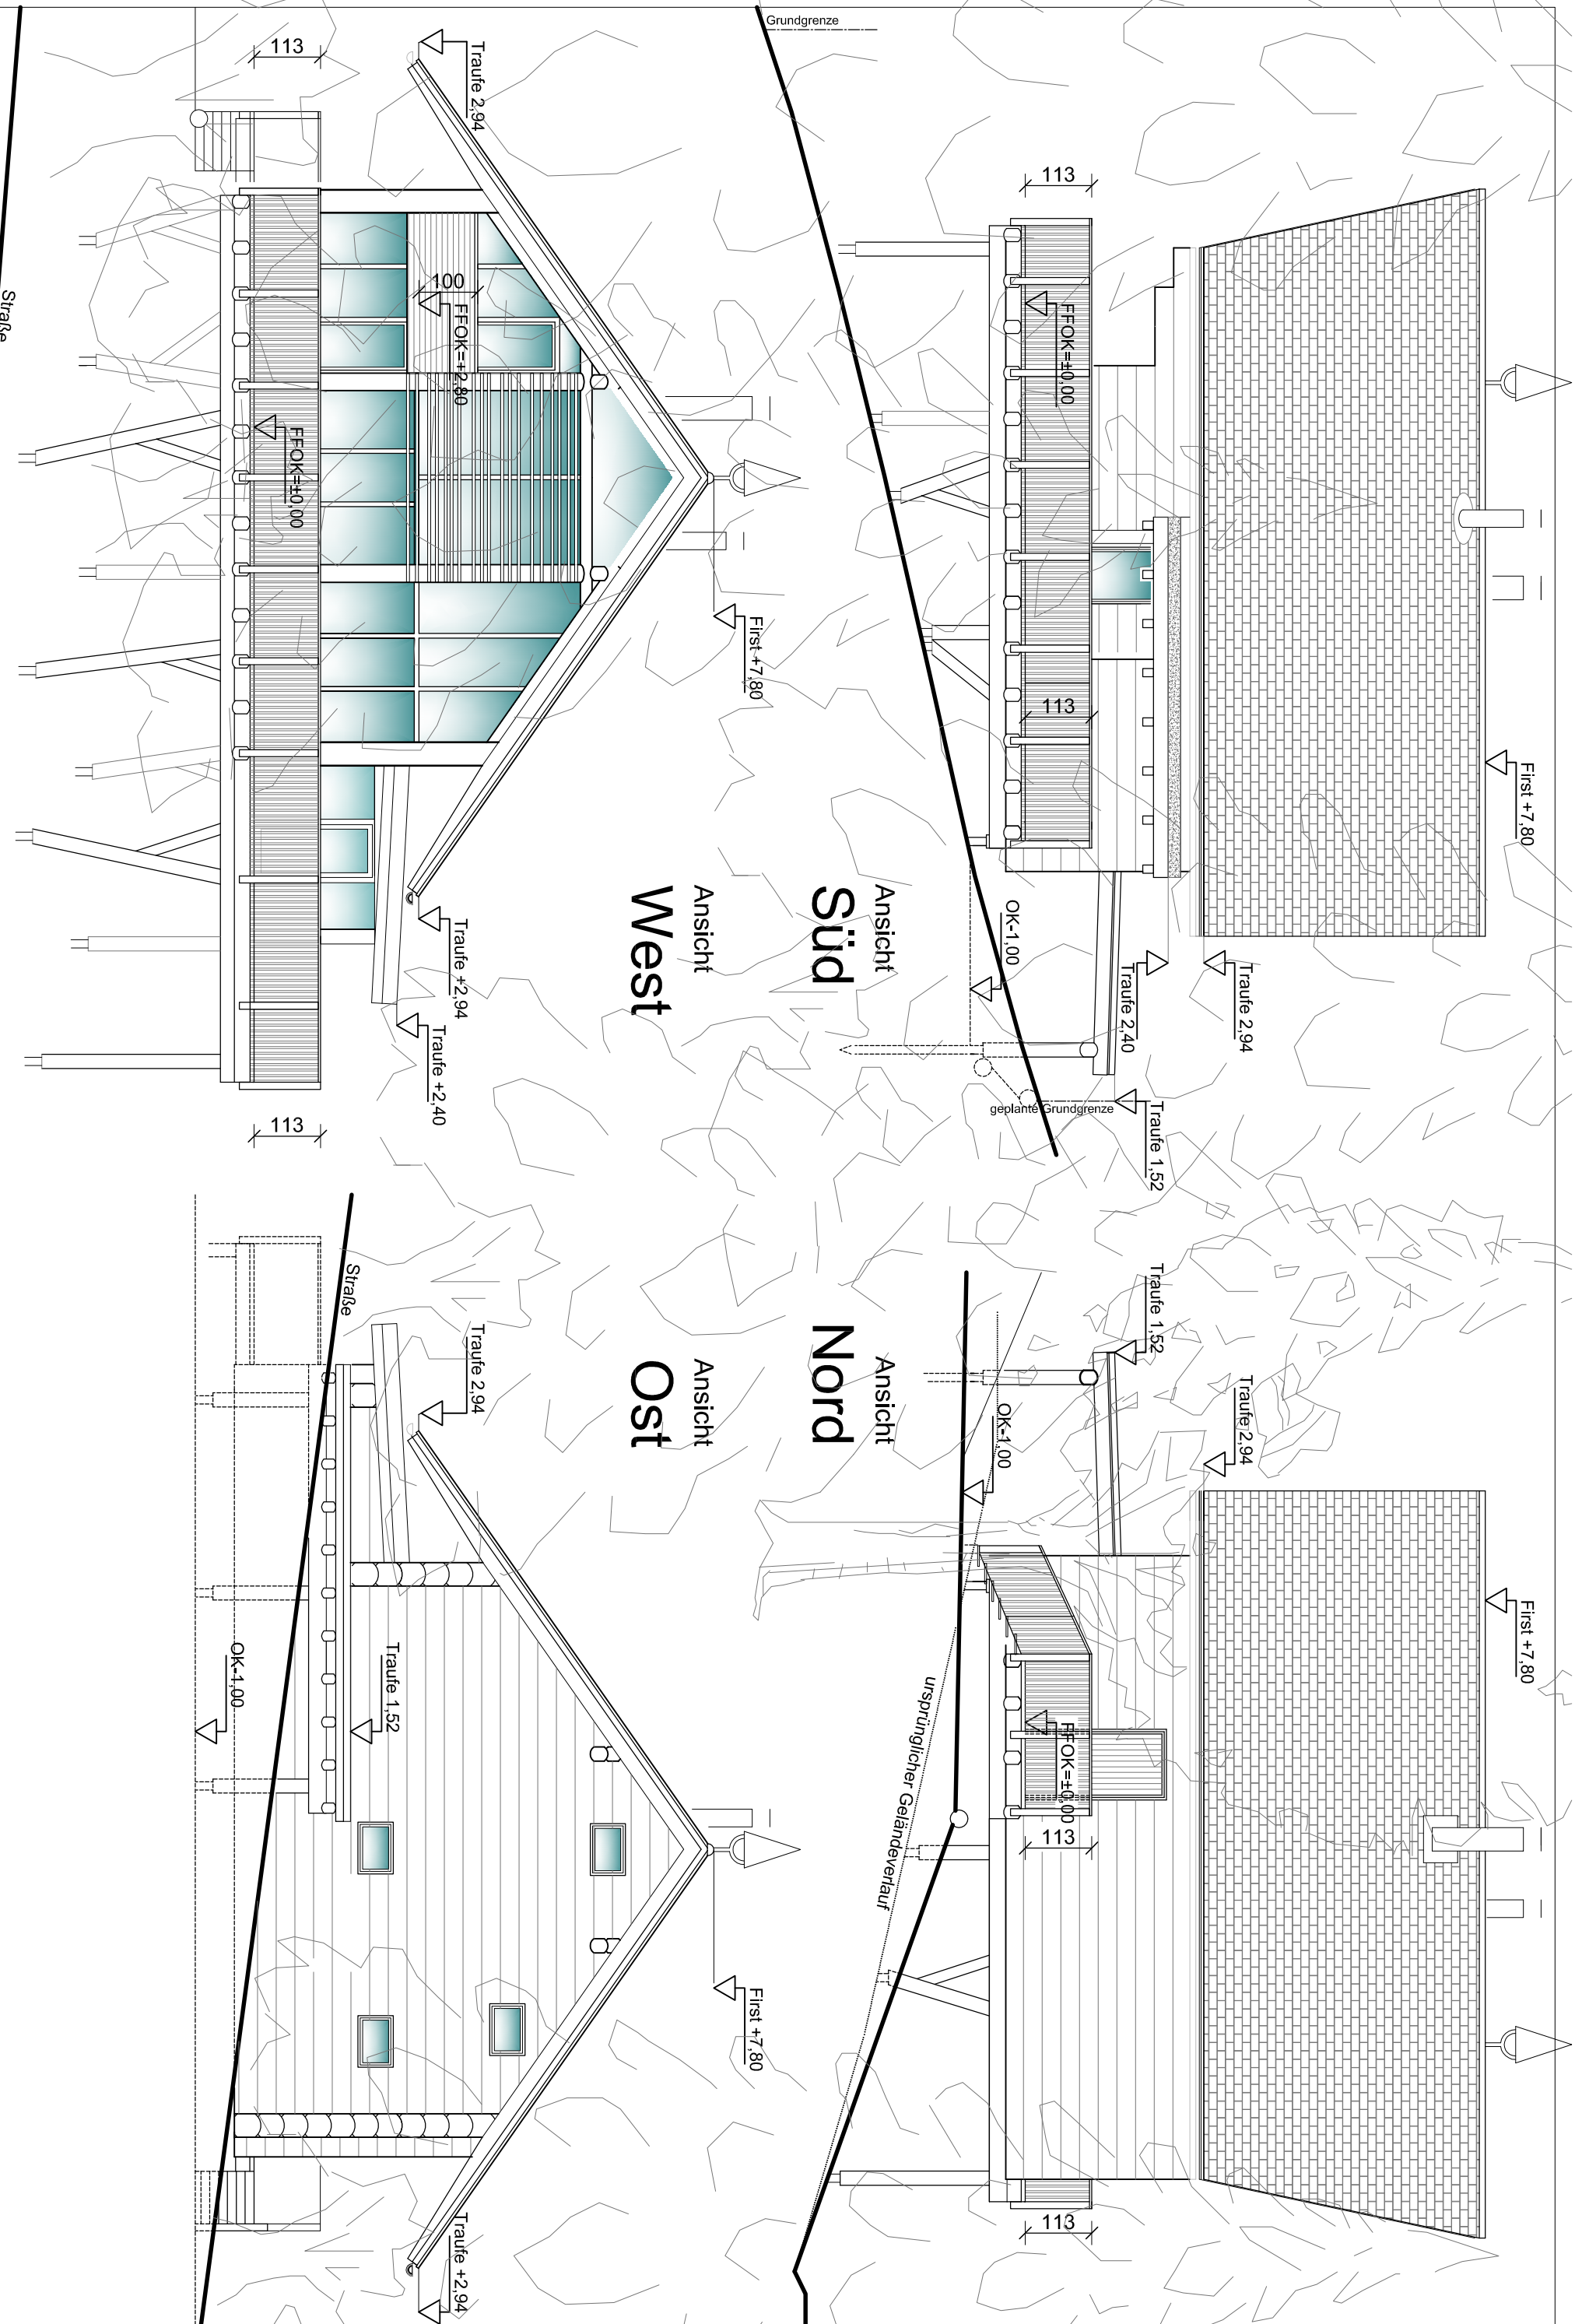 Grundgrenze
113
Traufe 2,94
100
FFOK=+2,80
FFOK=±0,00
First +7,80
Traufe +2,94
Traufe +2,40
113
Straße
Ansicht
West
113
FFOK=±0,00
113
First +7,80
OK-1,00
Traufe 2,40
Traufe 2,94
Traufe 1,52
geplante Grundgrenze
Ansicht
Süd
Straße
Traufe 2,94
OK-1,00
Traufe 1,52
First +7,80
Traufe +2,94
Ansicht
Ost
Traufe 1,52
Traufe 2,94
OK-1,00
First +7,80
FFOK=±0,00
113
ursprünglicher Geländeverlauf
113
Ansicht
Nord